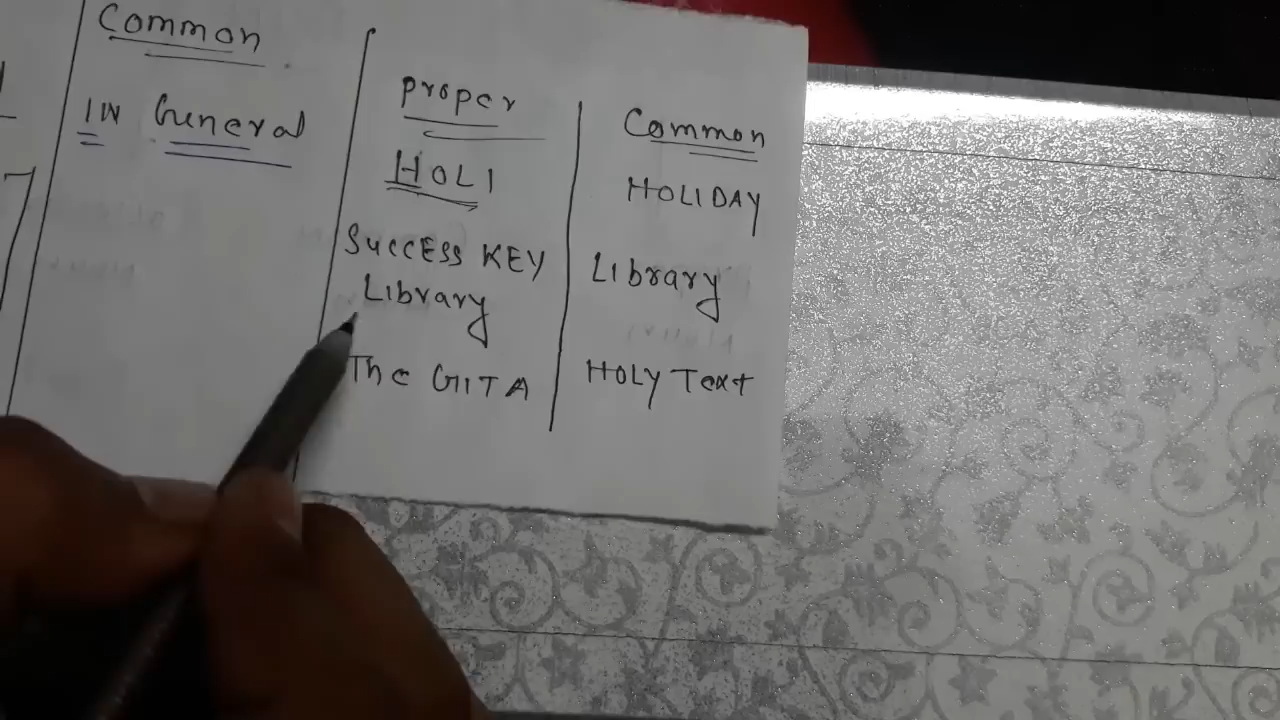 Common
IN General
Proper
Common
HOLI
HOLIDAY
SuccESS KEY
Library
Library
The GITA
HOLY Text